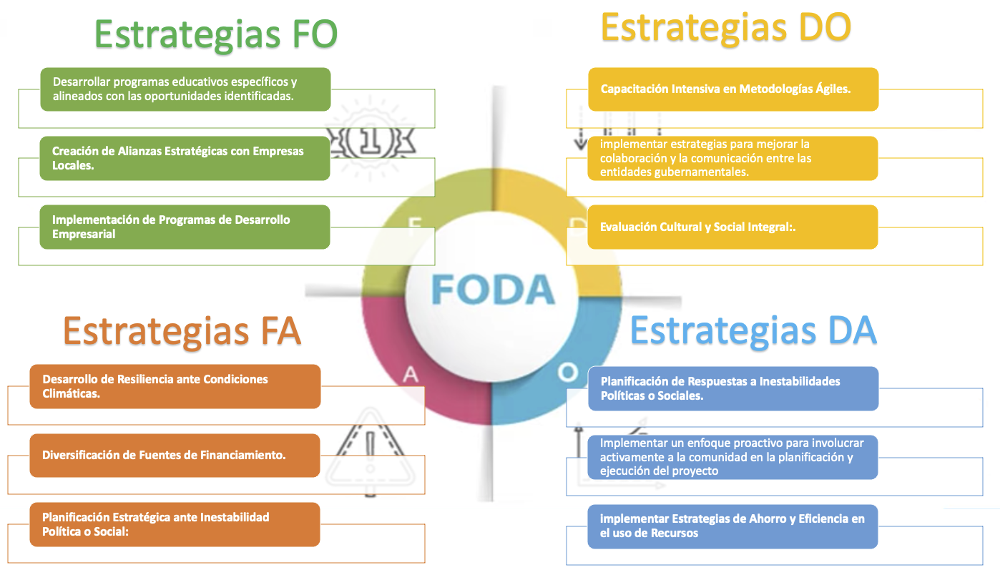 Estrategias FO
Desarrollar programas educativos específicos y
alineados con las oportunidades identificadas.
Creación de Alianzas Estratégicas con Empresas
Locales.
Implementación de Programas de Desarrollo
Empresarial
Estrategias DO
Capacitación Intensiva en Metodologías Ágiles.
implementar estrategias para mejorar la
colaboración y la comunicación entre las
entidades gubernamentales.
Evaluación Cultural y Social Integral:.
1
F
D
FODA
A
O
Estrategias FA
Desarrollo de Resiliencia ante Condiciones
Climáticas.
Diversificación de Fuentes de Financiamiento.
Planificación Estratégica ante Inestabilidad
Política o Social:
Estrategias DA
Planificación de Respuestas a Inestabilidades
Políticas o Sociales.
Implementar un enfoque proactivo para involucrar
activamente a la comunidad en la planificación y
ejecución del proyecto
implementar Estrategias de Ahorro y Eficiencia en
el uso de Recursos